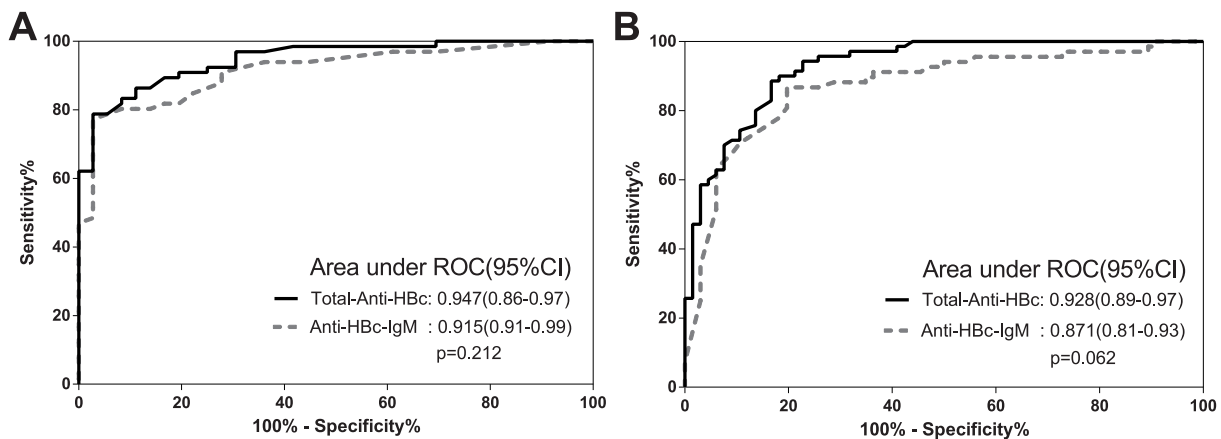 A
100
80
60
40
20
0
Sensitivity%
0 20 40 60 80 100
100% - Specificity%
Area under ROC(95%CI)
Total-Anti-HBc: 0.947(0.86-0.97)
Anti-HBc-IgM : 0.915(0.91-0.99)
p=0.212
B
100
80
60
40
20
0
Sensitivity%
0 20 40 60 80 100
100% - Specificity%
Area under ROC(95%CI)
Total-Anti-HBc: 0.928(0.89-0.97)
Anti-HBc-IgM : 0.871(0.81-0.93)
p=0.062